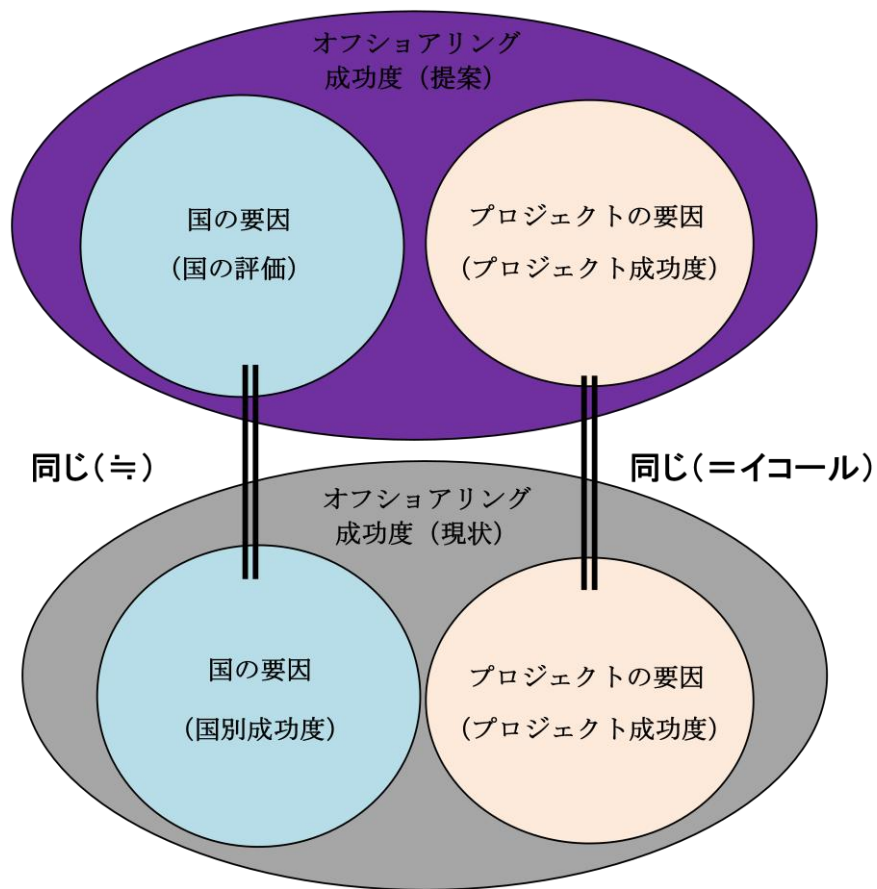 オフショアリング
成功度（提案）
国の要因
（国の評価）
プロジェクトの要因
（プロジェクト成功度）
同じ（≒）
同じ（＝イコール）
オフショアリング
成功度（現状）
国の要因
（国別成功度）
プロジェクトの要因
（プロジェクト成功度）